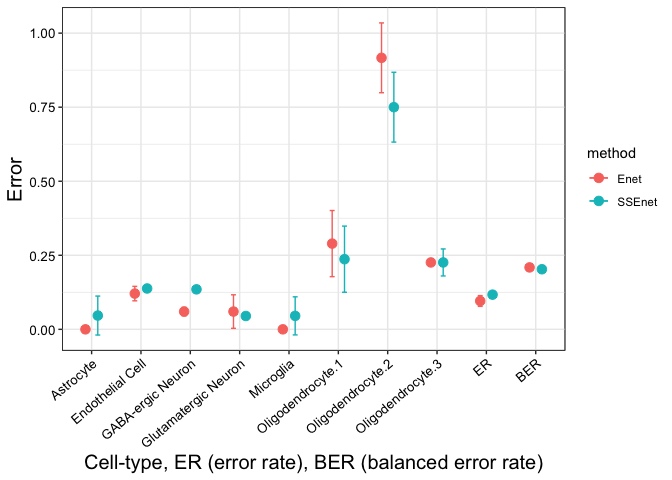 1.00
0.75
0.50
0.25
0.00
Error
Astrocyte
Endothelial Cell
GABA-ergic Neuron
Glutamatergic Neuron
Microglia
Oligodendrocyte.1
Oligodendrocyte.2
Oligodendrocyte.3
ER
BER
Cell-type, ER (error rate), BER (balanced error rate)
method
Enet
SSEnet